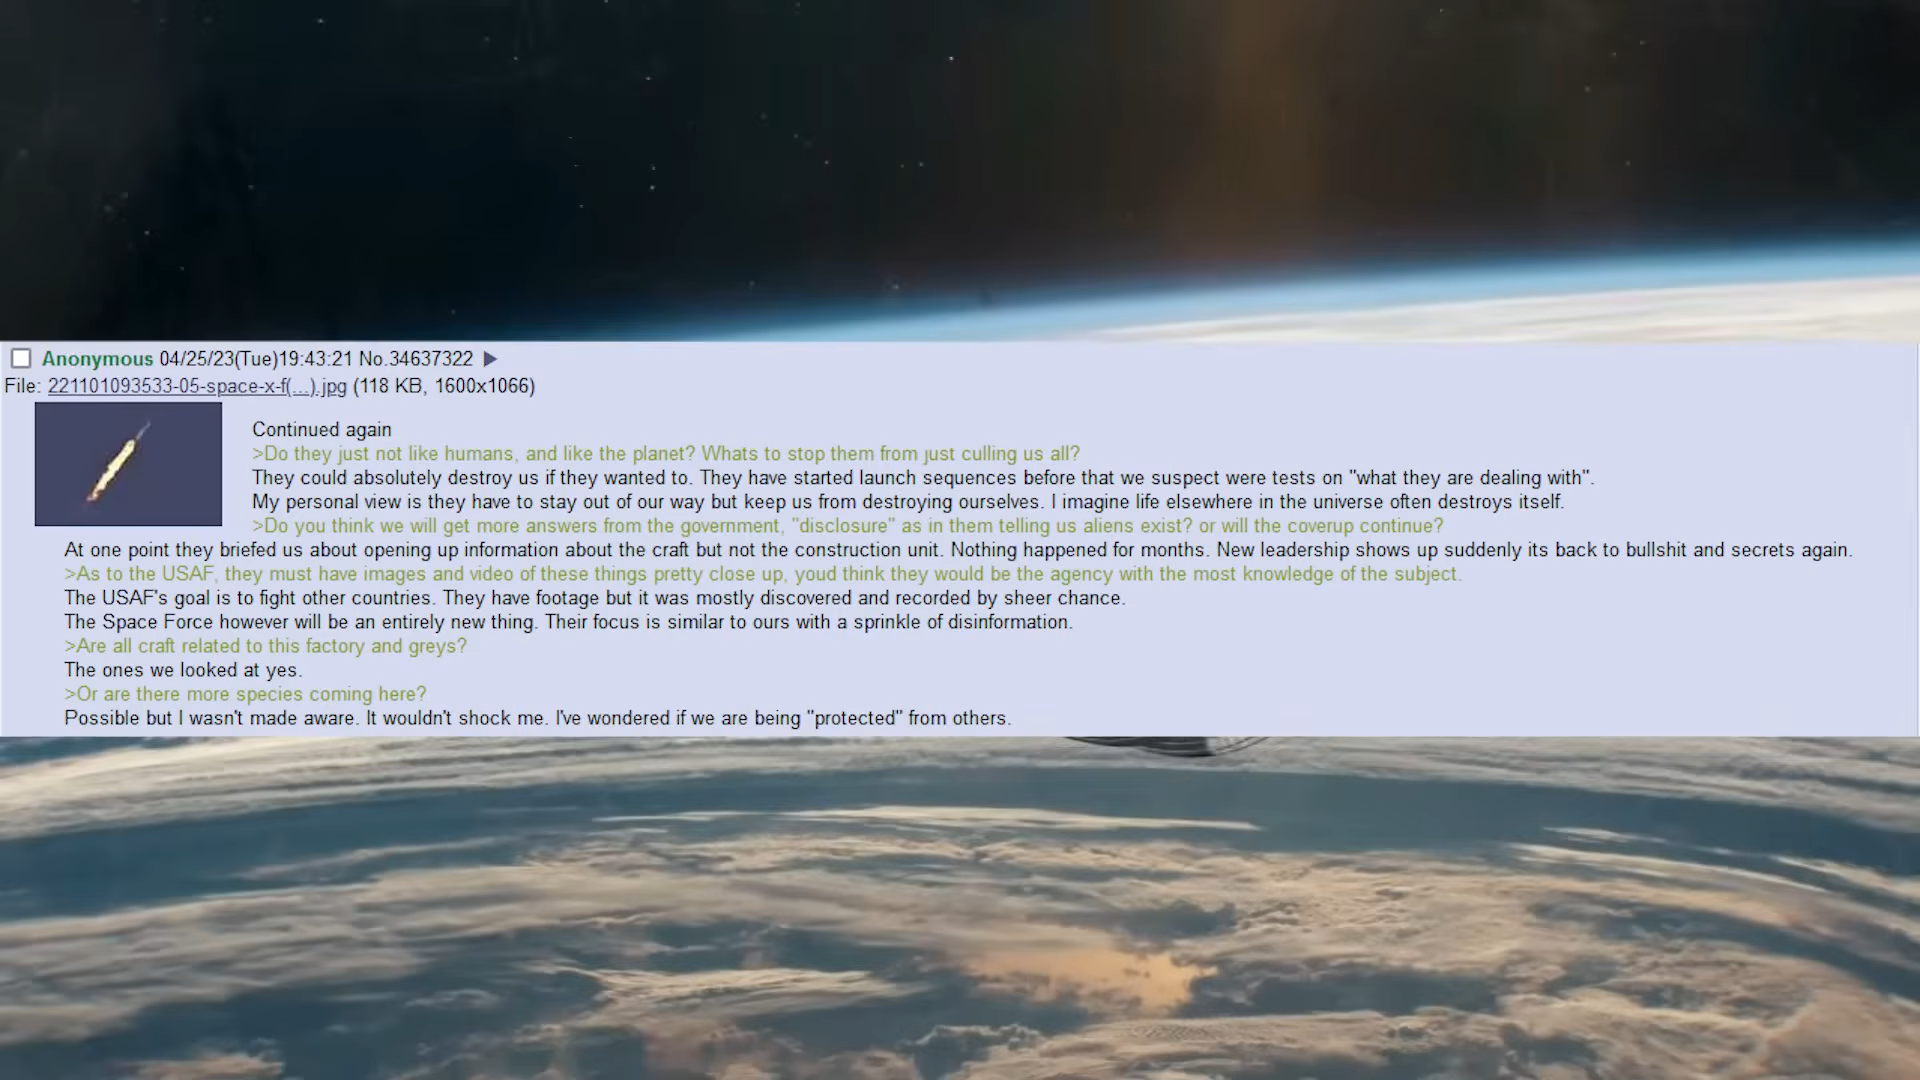 Anonymous 04/25/23(Tue)19:43:21 No.34637322 ▶
File: 221101093533-05-space-x-f(...).jpg (118 KB, 1600x1066)
Continued again
>Do they just not like humans, and like the planet? Whats to stop them from just culling us all?
They could absolutely destroy us if they wanted to. They have started launch sequences before that we suspect were tests on "what they are dealing with".
My personal view is they have to stay out of our way but keep us from destroying ourselves. I imagine life elsewhere in the universe often destroys itself.
>Do you think we will get more answers from the government, "disclosure" as in them telling us aliens exist? or will the coverup continue?
At one point they briefed us about opening up information about the craft but not the construction unit. Nothing happened for months. New leadership shows up suddenly its back to bullshit and secrets again.
>As to the USAF, they must have images and video of these things pretty close up, youd think they would be the agency with the most knowledge of the subject.
The USAF's goal is to fight other countries. They have footage but it was mostly discovered and recorded by sheer chance.
The Space Force however will be an entirely new thing. Their focus is similar to ours with a sprinkle of disinformation.
>Are all craft related to this factory and greys?
The ones we looked at yes.
>Or are there more species coming here?
Possible but I wasn't made aware. It wouldn't shock me. I've wondered if we are being "protected" from others.